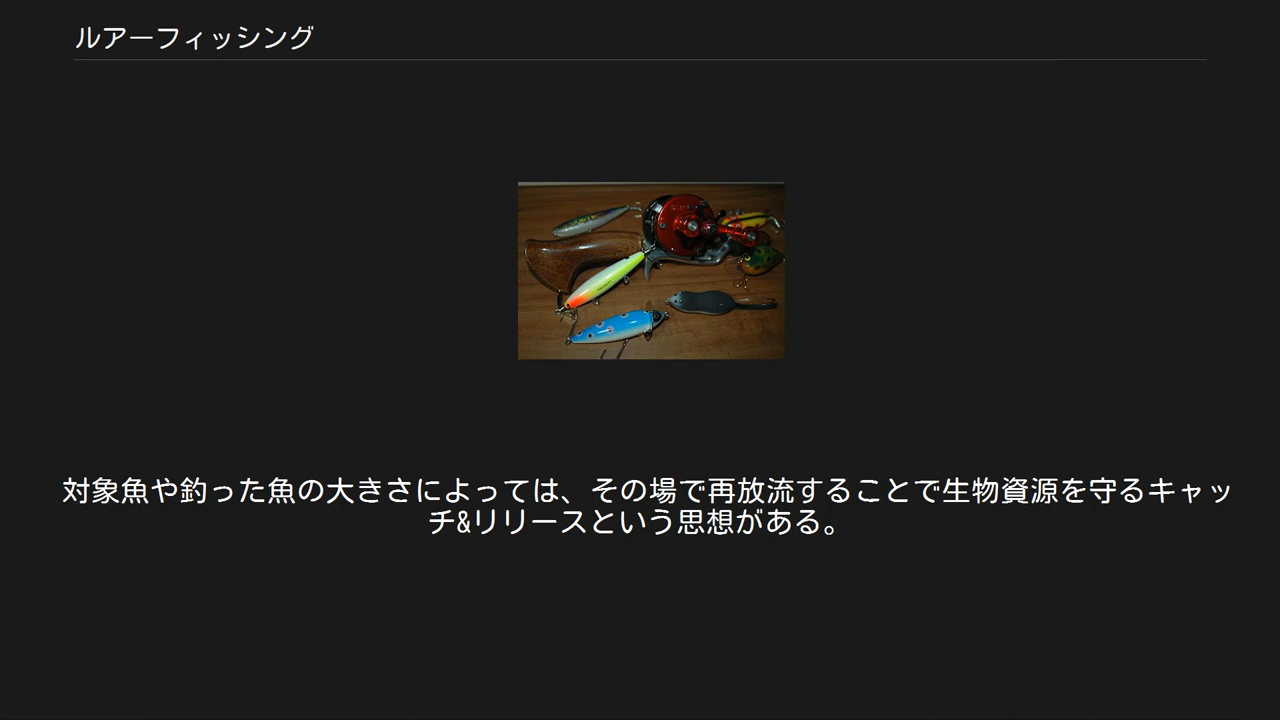 ルアーフィッシング
対象魚や釣った魚の大きさによっては、その場で再放流することで生物資源を守るキャッ
チ&リリースという思想がある。